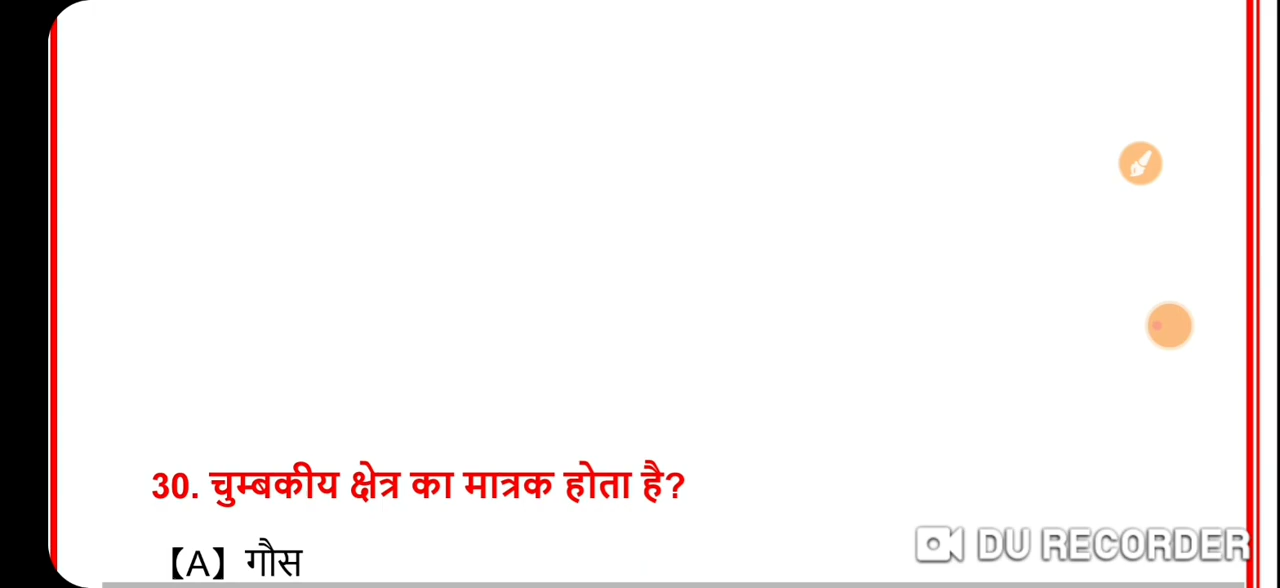 30. चुम्बकीय क्षेत्र का मात्रक होता है?
【A】 गौस
DU RECORDER